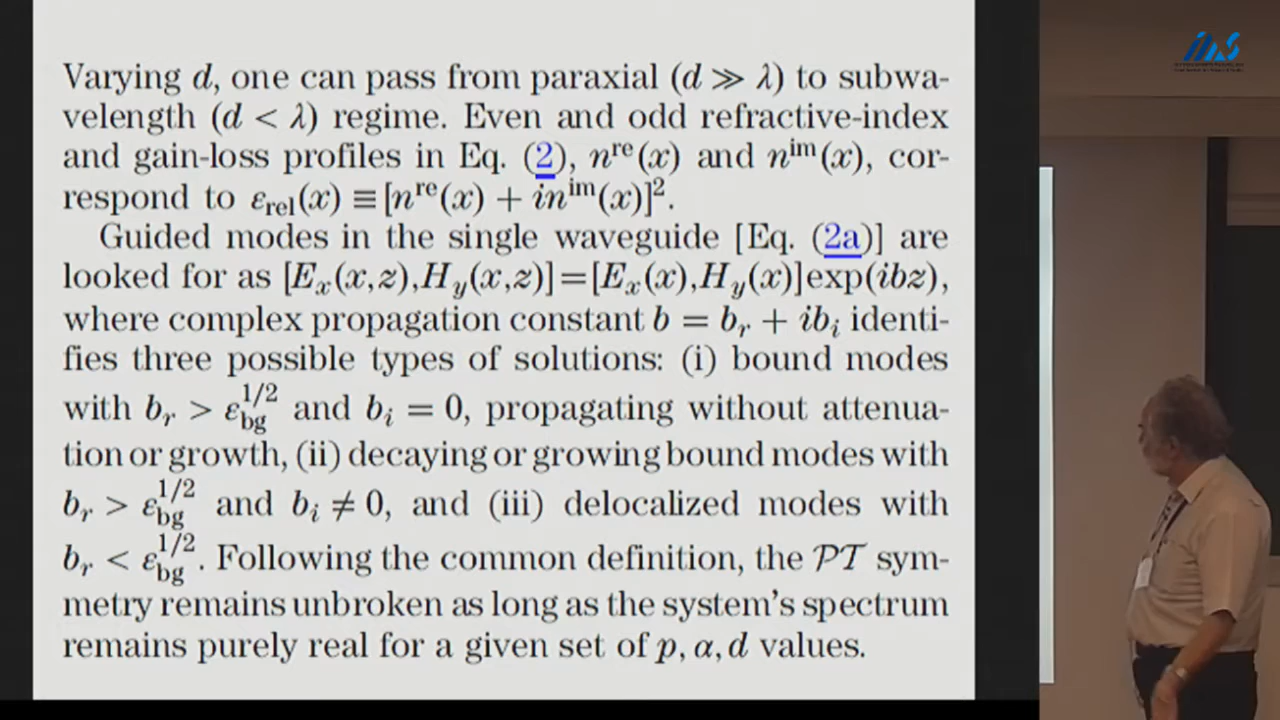 Varying d, one can pass from paraxial (d ≫ λ) to subwa-
velength (d < λ) regime. Even and odd refractive-index
and gain-loss profiles in Eq. (2), n^re(x) and n^im(x), cor-
respond to ε_rel(x) ≡ [n^re(x) + in^im(x)]^2.
Guided modes in the single waveguide [Eq. (2a)] are
looked for as [E_x(x,z),H_y(x,z)]=[E_x(x),H_y(x)]exp(ibz),
where complex propagation constant b = b_r + ib_i identi-
fies three possible types of solutions: (i) bound modes
with b_r > ε_bg^1/2 and b_i = 0, propagating without attenua-
tion or growth, (ii) decaying or growing bound modes with
b_r > ε_bg^1/2 and b_i ≠ 0, and (iii) delocalized modes with
b_r < ε_bg^1/2. Following the common definition, the PT sym-
metry remains unbroken as long as the system's spectrum
remains purely real for a given set of p, α, d values.